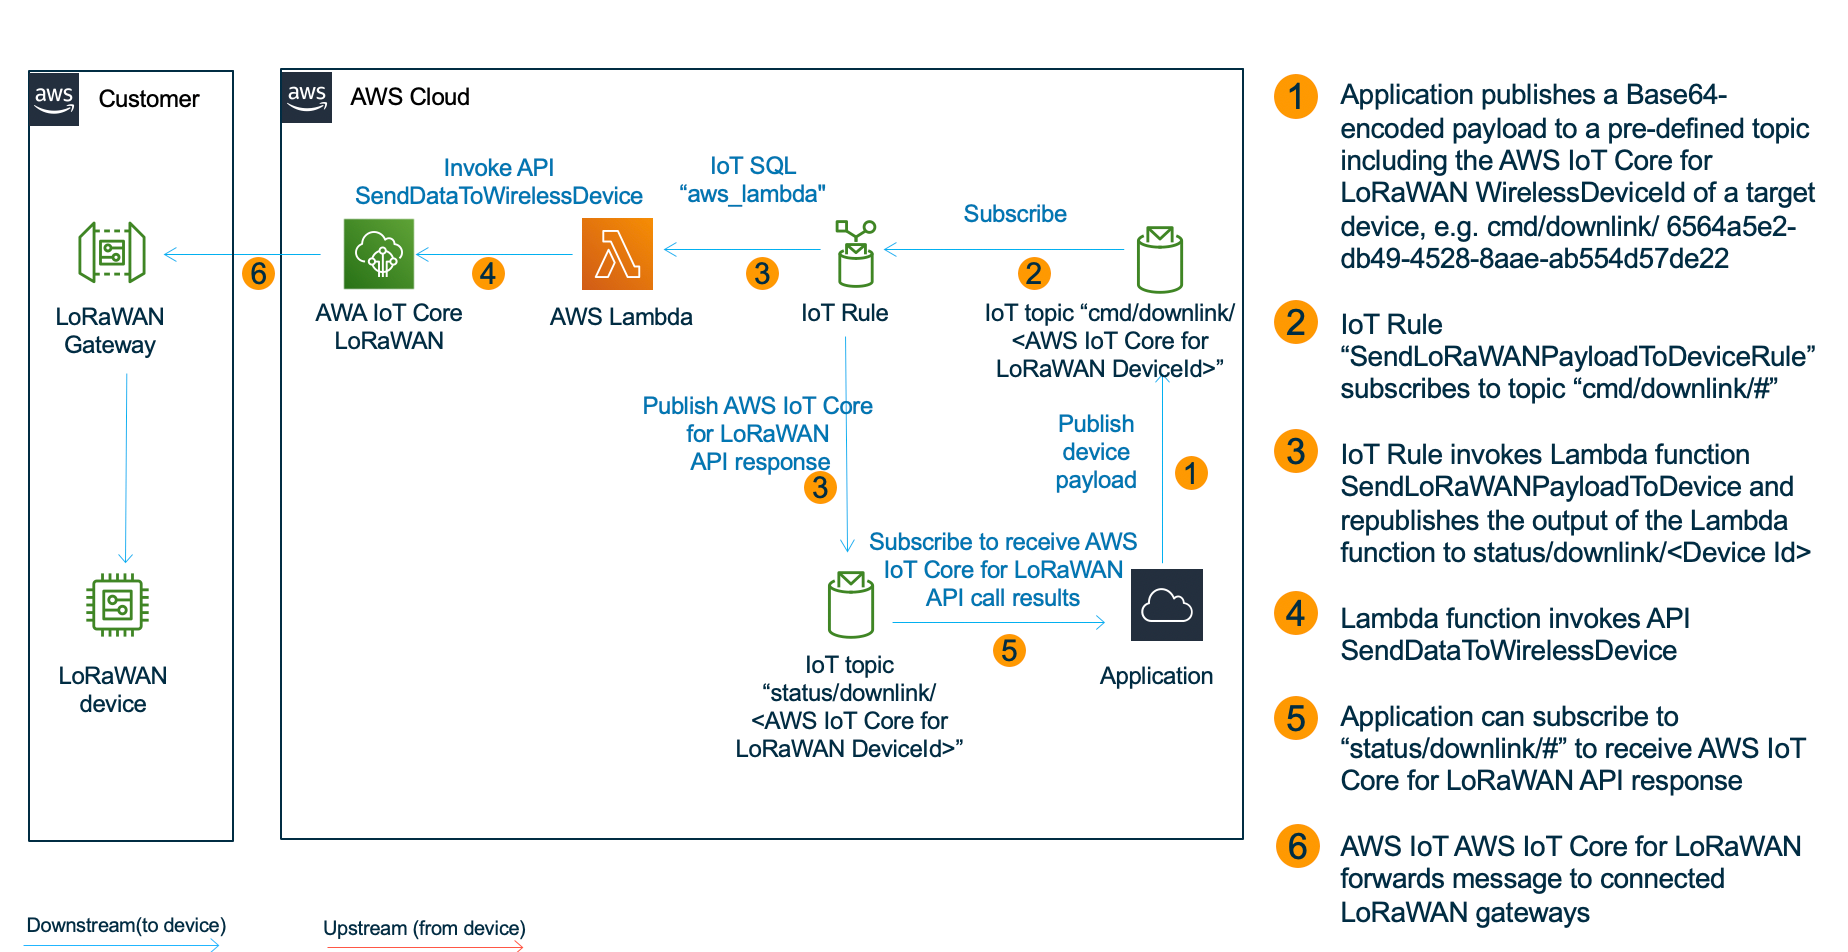 aws
Customer
aws
AWS Cloud
Invoke API
SendDataToWirelessDevice
IoT SQL
“aws_lambda"
Subscribe
6
4
3
2
LoRaWAN
Gateway
AWA IoT Core
LoRaWAN
AWS Lambda
IoT Rule
IoT topic “cmd/downlink/
<AWS IoT Core for
LoRaWAN DeviceId>”
Publish AWS IoT Core
for LoRaWAN
API response
3
Publish
device
payload
1
Subscribe to receive AWS
IoT Core for LoRaWAN
API call results
5
LoRaWAN
device
IoT topic
“status/downlink/
<AWS IoT Core for
LoRaWAN DeviceId>”
Application
Downstream(to device)
Upstream (from device)
1
Application publishes a Base64-
encoded payload to a pre-defined topic
including the AWS IoT Core for
LoRaWAN WirelessDeviceId of a target
device, e.g. cmd/downlink/ 6564a5e2-
db49-4528-8aae-ab554d57de22
2
IoT Rule
“SendLoRaWANPayloadToDeviceRule”
subscribes to topic “cmd/downlink/#”
3
IoT Rule invokes Lambda function
SendLoRaWANPayloadToDevice and
republishes the output of the Lambda
function to status/downlink/<Device Id>
4
Lambda function invokes API
SendDataToWirelessDevice
5
Application can subscribe to
“status/downlink/#” to receive AWS IoT
Core for LoRaWAN API response
6
AWS IoT AWS IoT Core for LoRaWAN
forwards message to connected
LoRaWAN gateways